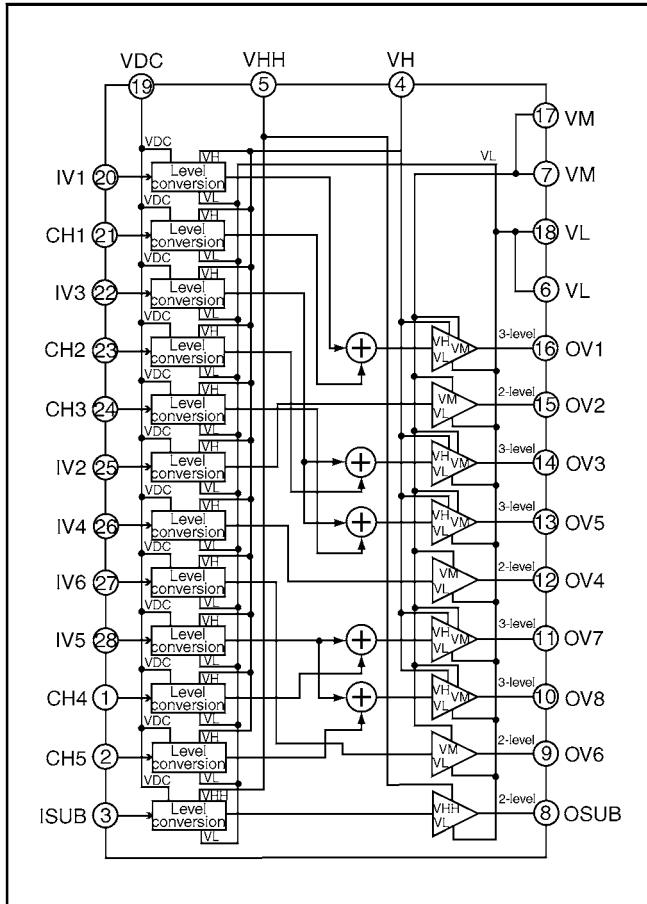 VDC VHH VH
19 5 4
17 VM
VDC VH VL
IV1 20 Level conversion 7 VM
VL
VDC VH
CH1 21 Level conversion 18 VL
VL
VDC VH
IV3 22 Level conversion 6 VL
VL
VDC VH
CH2 23 Level conversion + VH VM VL 3-level 16 OV1
VL
VDC VH
CH3 24 Level conversion VM VL 2-level 15 OV2
VL
VDC VH
IV2 25 Level conversion + VH VM VL 3-level 14 OV3
VL
VDC VH
IV4 26 Level conversion + VH VM VL 3-level 13 OV5
VL
VDC VH
IV6 27 Level conversion VM VL 2-level 12 OV4
VL
VDC VH
IV5 28 Level conversion + VH VM VL 3-level 11 OV7
VL
VDC VH
CH4 1 Level conversion + VH VM VL 3-level 10 OV8
VL
VDC VH
CH5 2 Level conversion VM VL 2-level 9 OV6
VL
VDC VHH
ISUB 3 Level conversion VHH VL 2-level 8 OSUB
VL